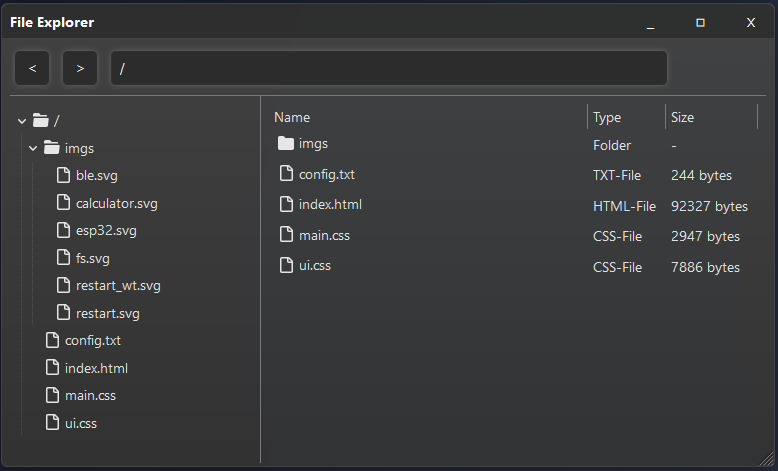 File Explorer _ □ X
< > /
/
imgs
ble.svg
calculator.svg
esp32.svg
fs.svg
restart_wt.svg
restart.svg
config.txt
index.html
main.css
ui.css
Name Type Size
imgs Folder -
config.txt TXT-File 244 bytes
index.html HTML-File 92327 bytes
main.css CSS-File 2947 bytes
ui.css CSS-File 7886 bytes